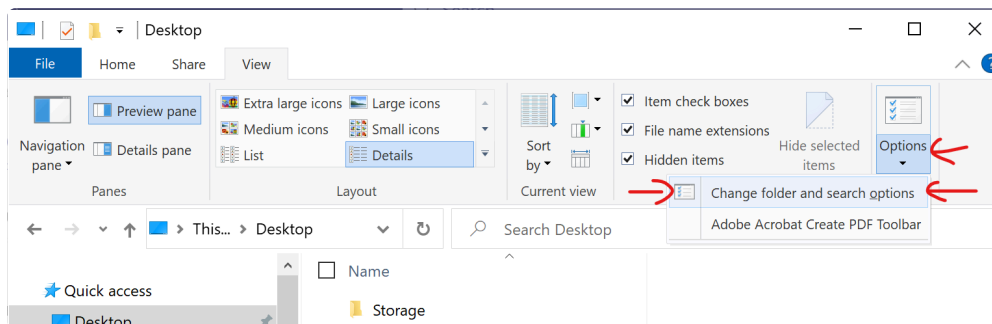 Desktop
File Home Share View
Navigation pane
Preview pane
Details pane
Panes
Extra large icons Large icons
Medium icons Small icons
List Details
Layout
Sort by
Current view
Item check boxes
File name extensions
Hidden items
Hide selected items
Options
Change folder and search options
Adobe Acrobat Create PDF Toolbar
This... > Desktop
Search Desktop
Quick access
Desktop
Name
Storage